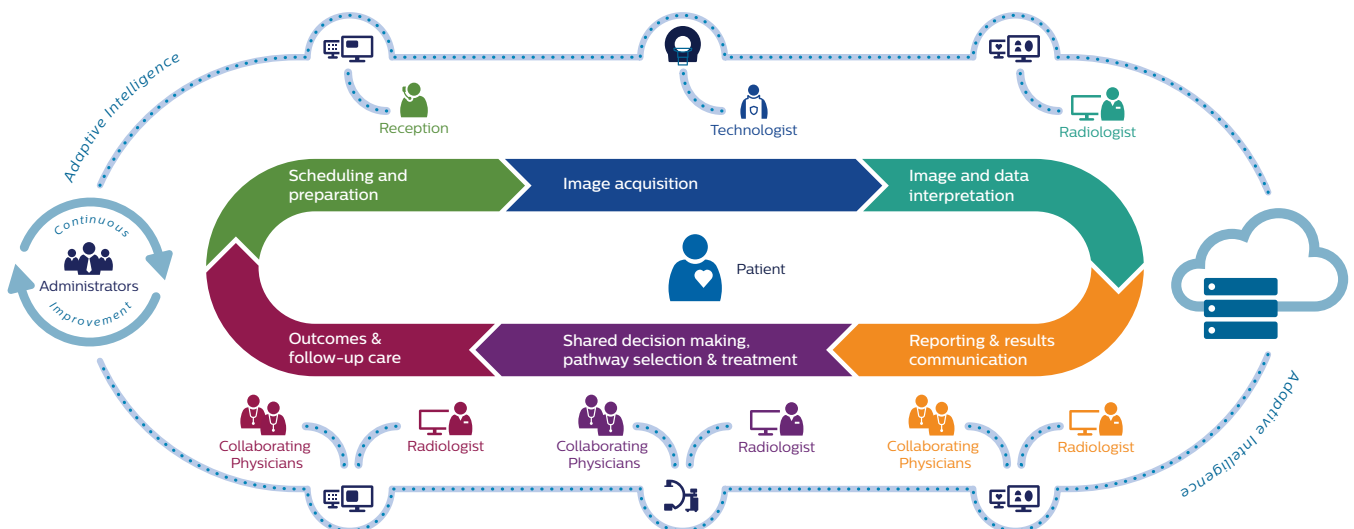 Adaptive Intelligence
Reception
Technologist
Radiologist
Scheduling and
preparation
Image acquisition
Image and data
interpretation
Continuous
Administrators
Improvement
Patient
Outcomes &
follow-up care
Shared decision making,
pathway selection & treatment
Reporting & results
communication
Collaborating
Physicians
Radiologist
Collaborating
Physicians
Radiologist
Collaborating
Physicians
Radiologist
Adaptive Intelligence